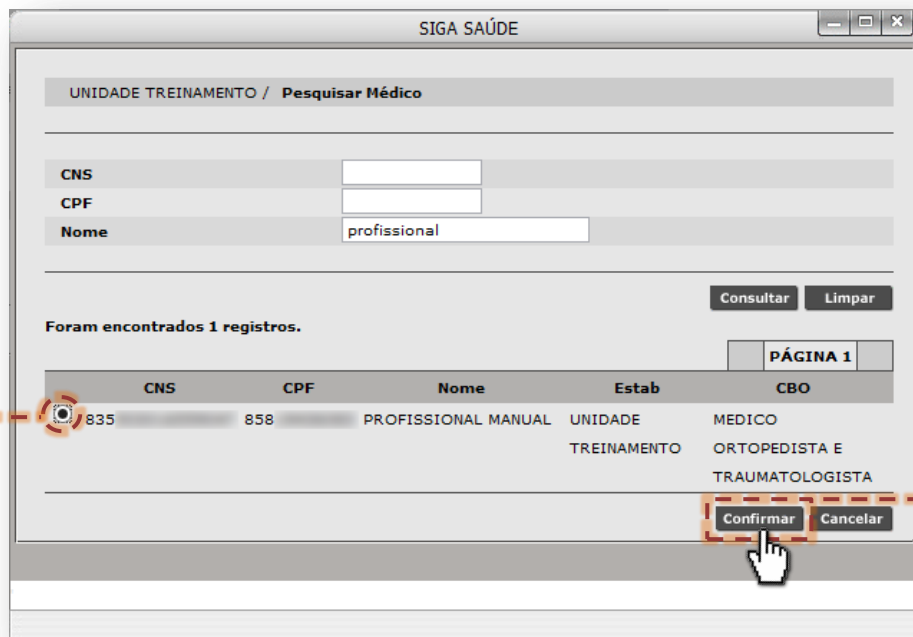 SIGA SAÚDE
UNIDADE TREINAMENTO / Pesquisar Médico
CNS
CPF
Nome profissional
Consultar Limpar
Foram encontrados 1 registros.
PÁGINA 1
CNS CPF Nome Estab CBO
835 858 PROFISSIONAL MANUAL UNIDADE MEDICO
TREINAMENTO ORTOPEDISTA E
TRAUMATOLOGISTA
Confirmar Cancelar